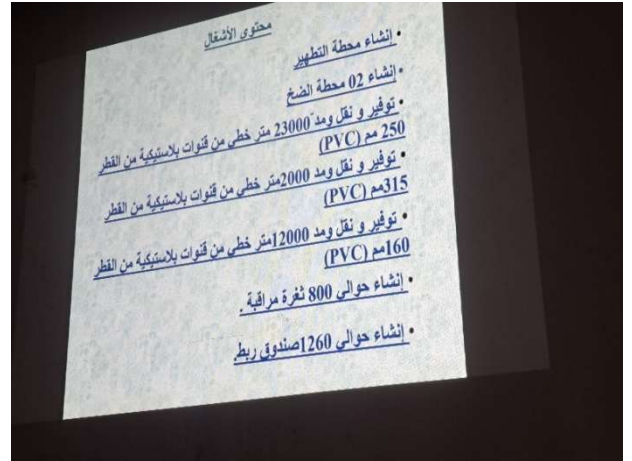 محتوى الأشغال
• إنشاء محطة التطهير
• إنشاء 02 محطة الضخ
• توفير و نقل ومدّ 23000 متر خطي من قنوات بلاستيكية من القطر
250 مم (PVC)
• توفير و نقل ومد 2000متر خطي من قنوات بلاستيكية من القطر
315مم (PVC)
• توفير و نقل ومد 12000متر خطي من قنوات بلاستيكية من القطر
160مم (PVC)
• إنشاء حوالي 800 ثغرة مراقبة .
• إنشاء حوالي 1260صندوق ربط.